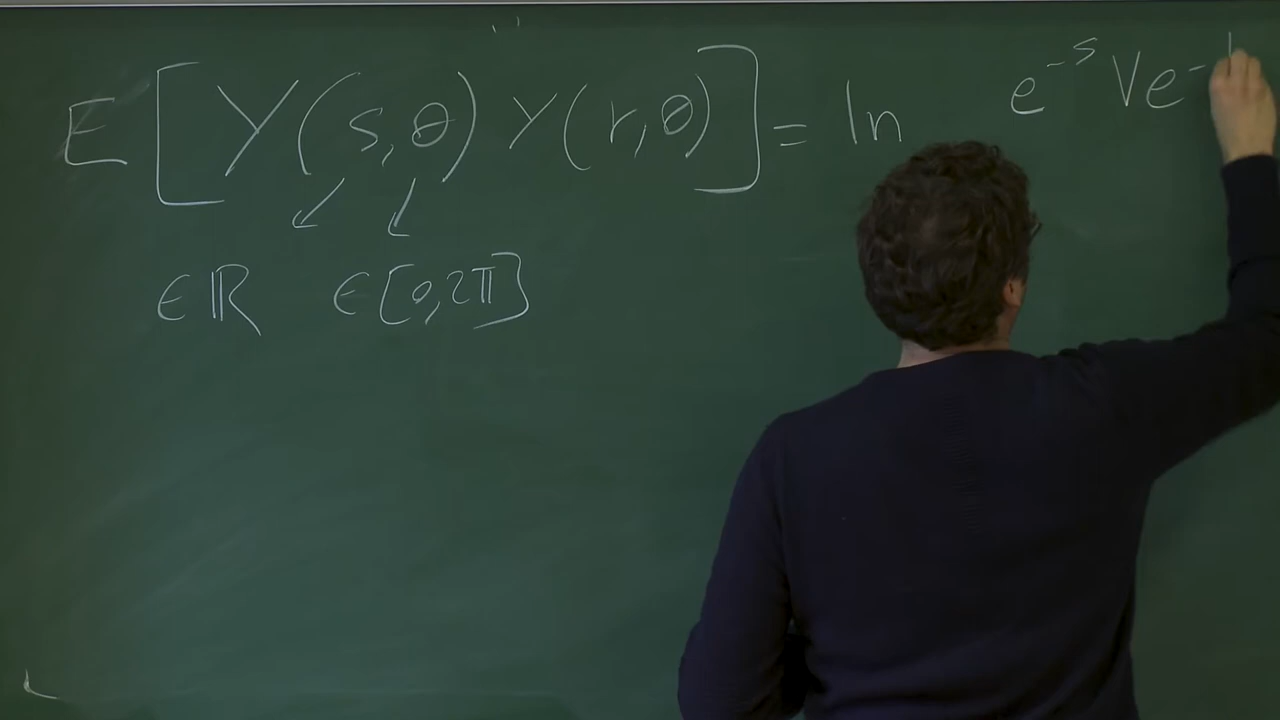 E [ Y(s,θ) Y(r,θ) ] = ln e^{-s} V e^-
∈ ℝ ∈ [0,2π]